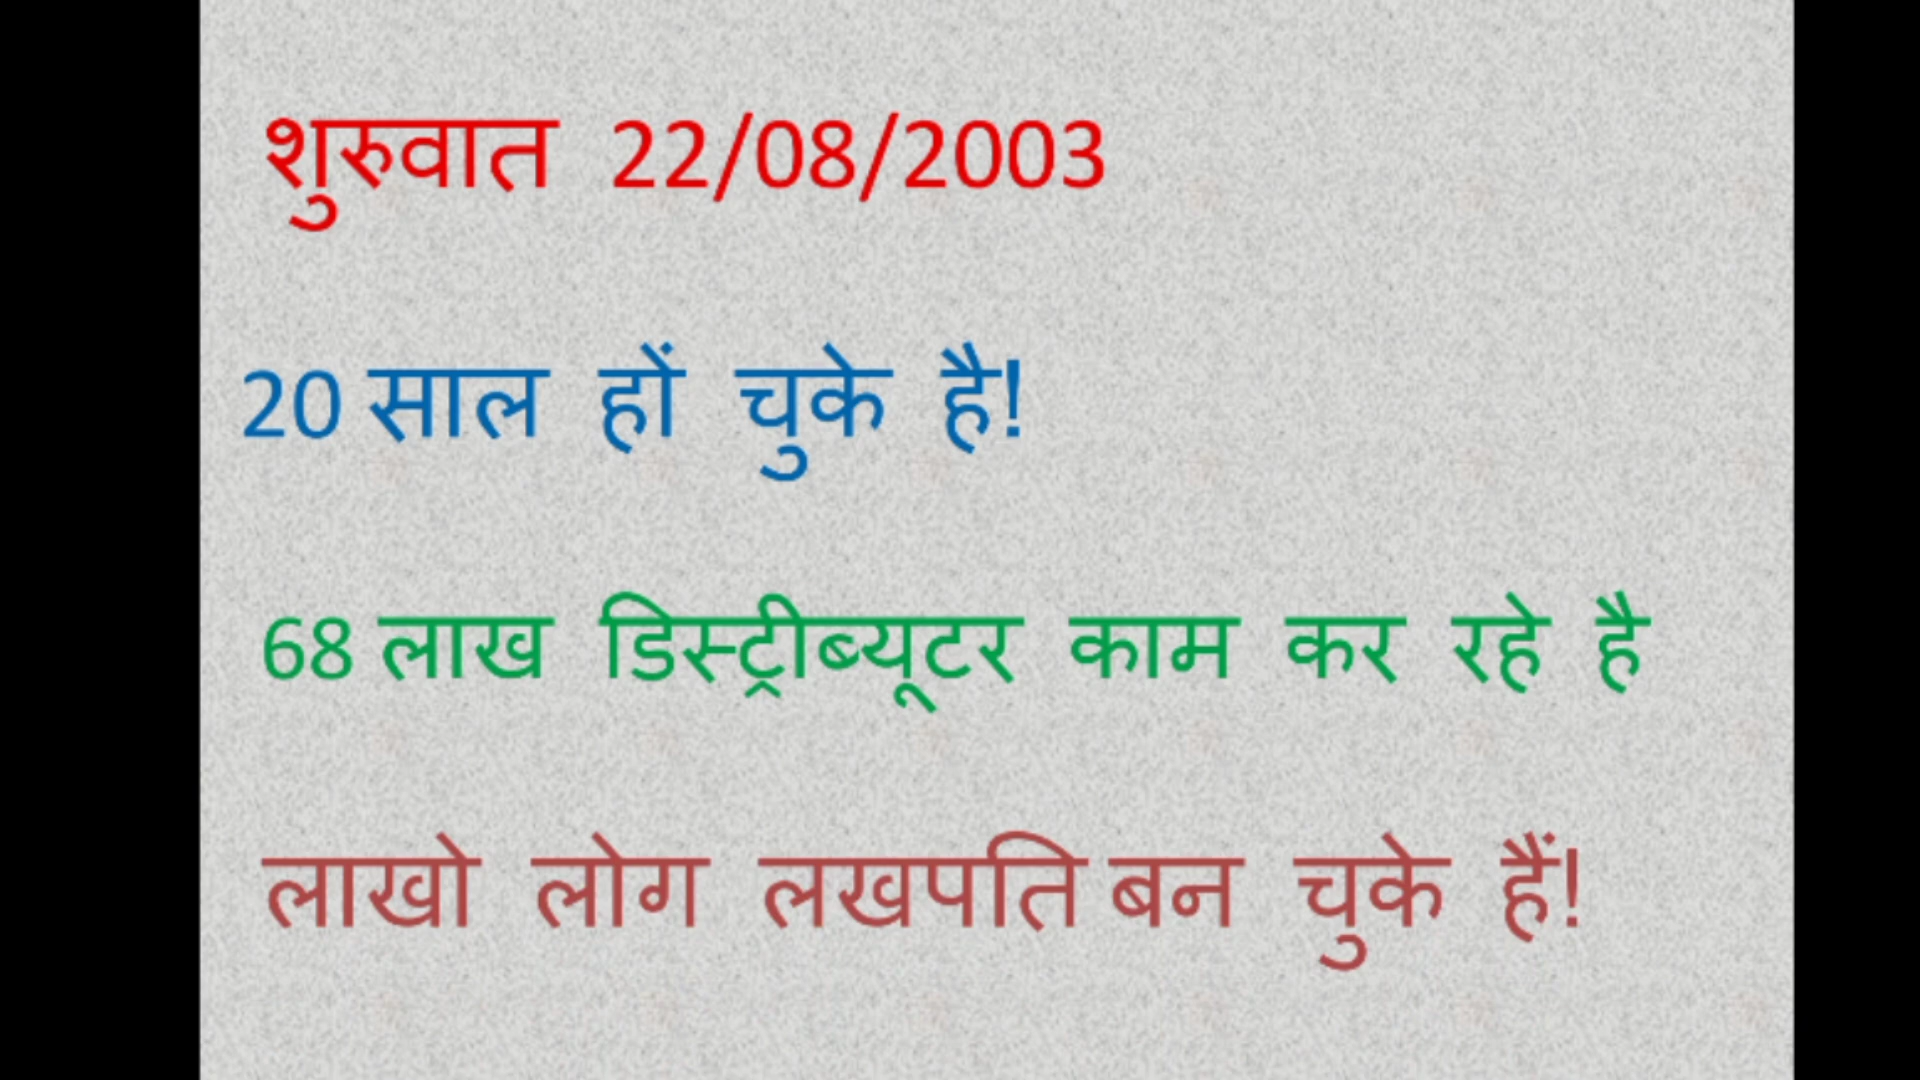 शुरुवात 22/08/2003
20 साल हों चुके है!
68 लाख डिस्ट्रीब्यूटर काम कर रहे है
लाखो लोग लखपति बन चुके हैं!